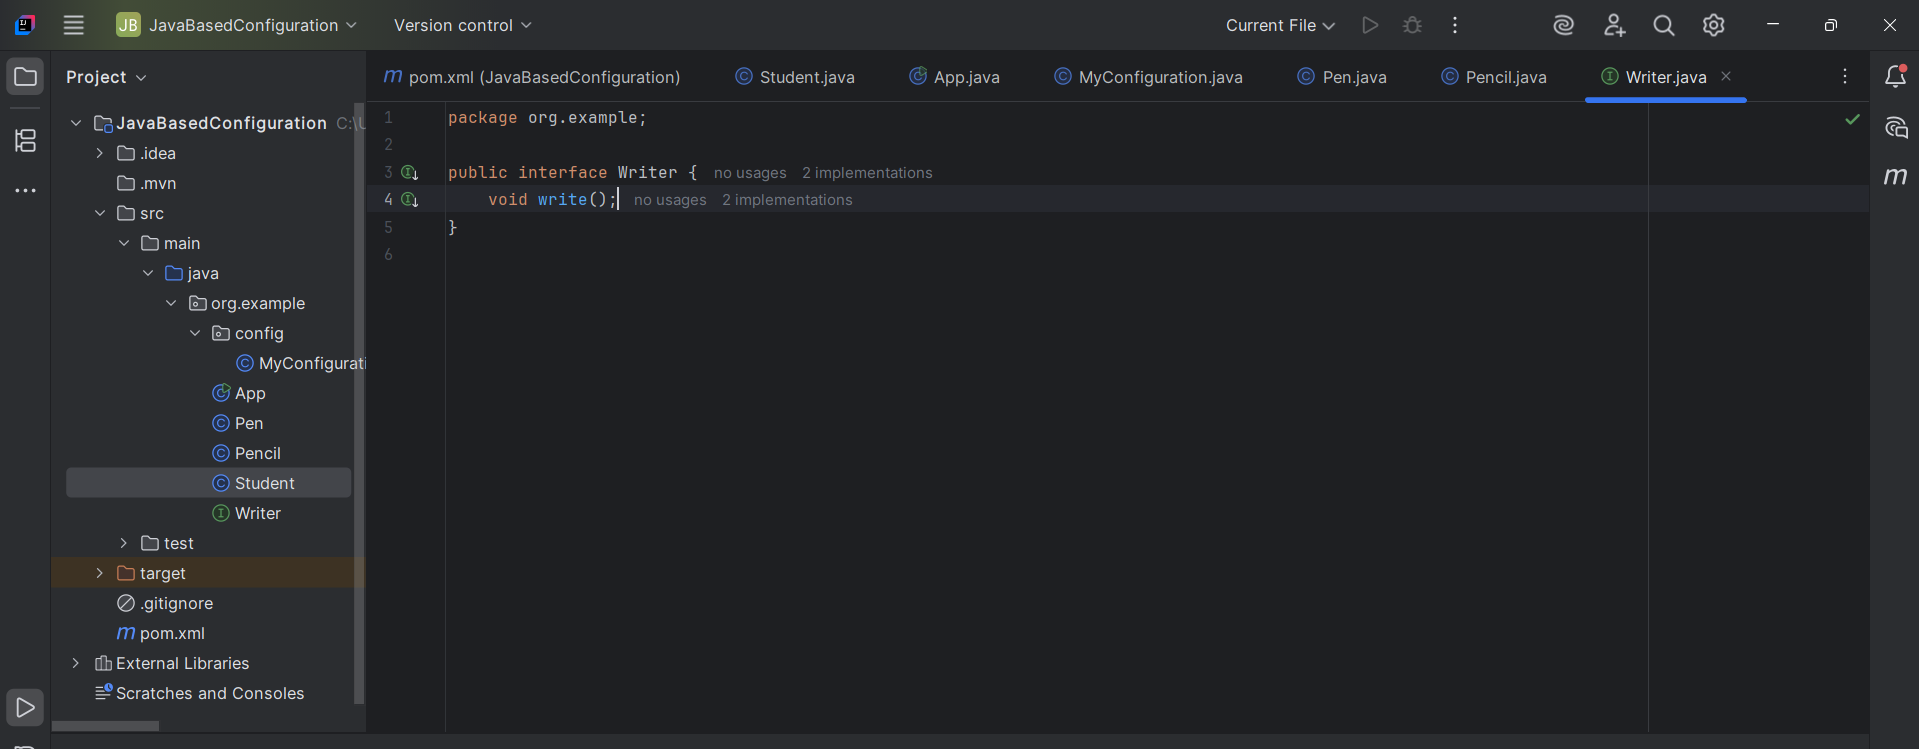 JB JavaBasedConfiguration Version control Current File
Project
pom.xml (JavaBasedConfiguration) Student.java App.java MyConfiguration.java Pen.java Pencil.java Writer.java
JavaBasedConfiguration C:\U
.idea
.mvn
src
main
java
org.example
config
MyConfigurati
App
Pen
Pencil
Student
Writer
test
target
.gitignore
pom.xml
External Libraries
Scratches and Consoles
1 package org.example;
2
3 public interface Writer { no usages 2 implementations
4 void write(); no usages 2 implementations
5 }
6